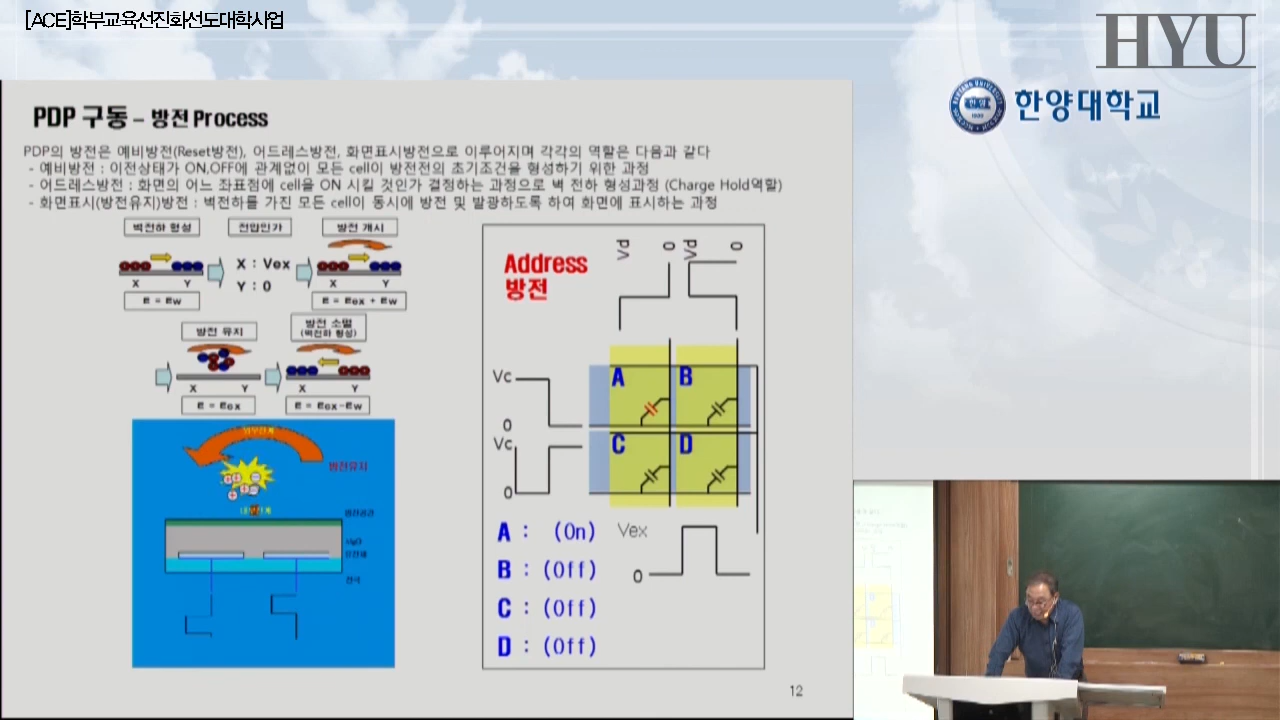 [ACE]학부교육선진화선도대학사업
HYU
한양대학교
PDP 구동 – 방전 Process
PDP의 방전은 예비방전(Reset방전), 어드레스방전, 화면표시방전으로 이루어지며 각각의 역할은 다음과 같다
- 예비방전 : 이전상태가 ON,OFF에 관계없이 모든 cell이 방전전의 초기조건을 형성하기 위한 과정
- 어드레스방전 : 화면의 어느 좌표점에 cell을 ON 시킬 것인가 결정하는 과정으로 벽 전하 형성과정 (Charge Hold역할)
- 화면표시(방전유지)방전 : 벽전하를 가진 모든 cell이 동시에 방전 및 발광하도록 하여 화면에 표시하는 과정
벽전하 형성
전압인가
방전 개시
X Y
X : Vex
Y : 0
X Y
E = Ew
E = Eex + Ew
방전 유지
방전 소멸
(벽전하 형성)
X Y
X Y
E = Eex
E = Eex-Ew
방전유지
MgO
유전체
전극
Address
방전
Vd 0 Vd 0
Vc
0
Vc
0
A B
C D
A : (On)
B : (Off)
C : (Off)
D : (Off)
Vex
0
12